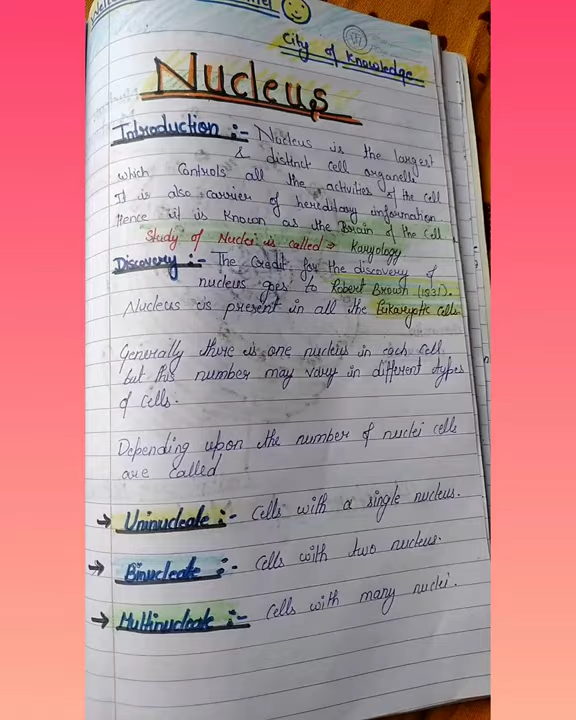 City of Knowledge
Nucleus
Introduction :- Nucleus is the largest
& distinct cell organelle
which controls all the activities of the cell
It is also carrier of hereditary information
Hence it is known as the Brain of the Cell
Study of Nuclei is called → Karyology
Discovery :- The Credit for the discovery of
nucleus goes to Robert Brown (1931).
Nucleus is present in all the Eukaryotic cells
Generally there is one nucleus in each cell
but this number may vary in different types
of cells.
Depending upon the number of nuclei cells
are called
→ Uninucleate :- Cells with a single nucleus.
→ Binucleate :- Cells with two nucleus.
→ Multinucleate :- Cells with many nuclei.